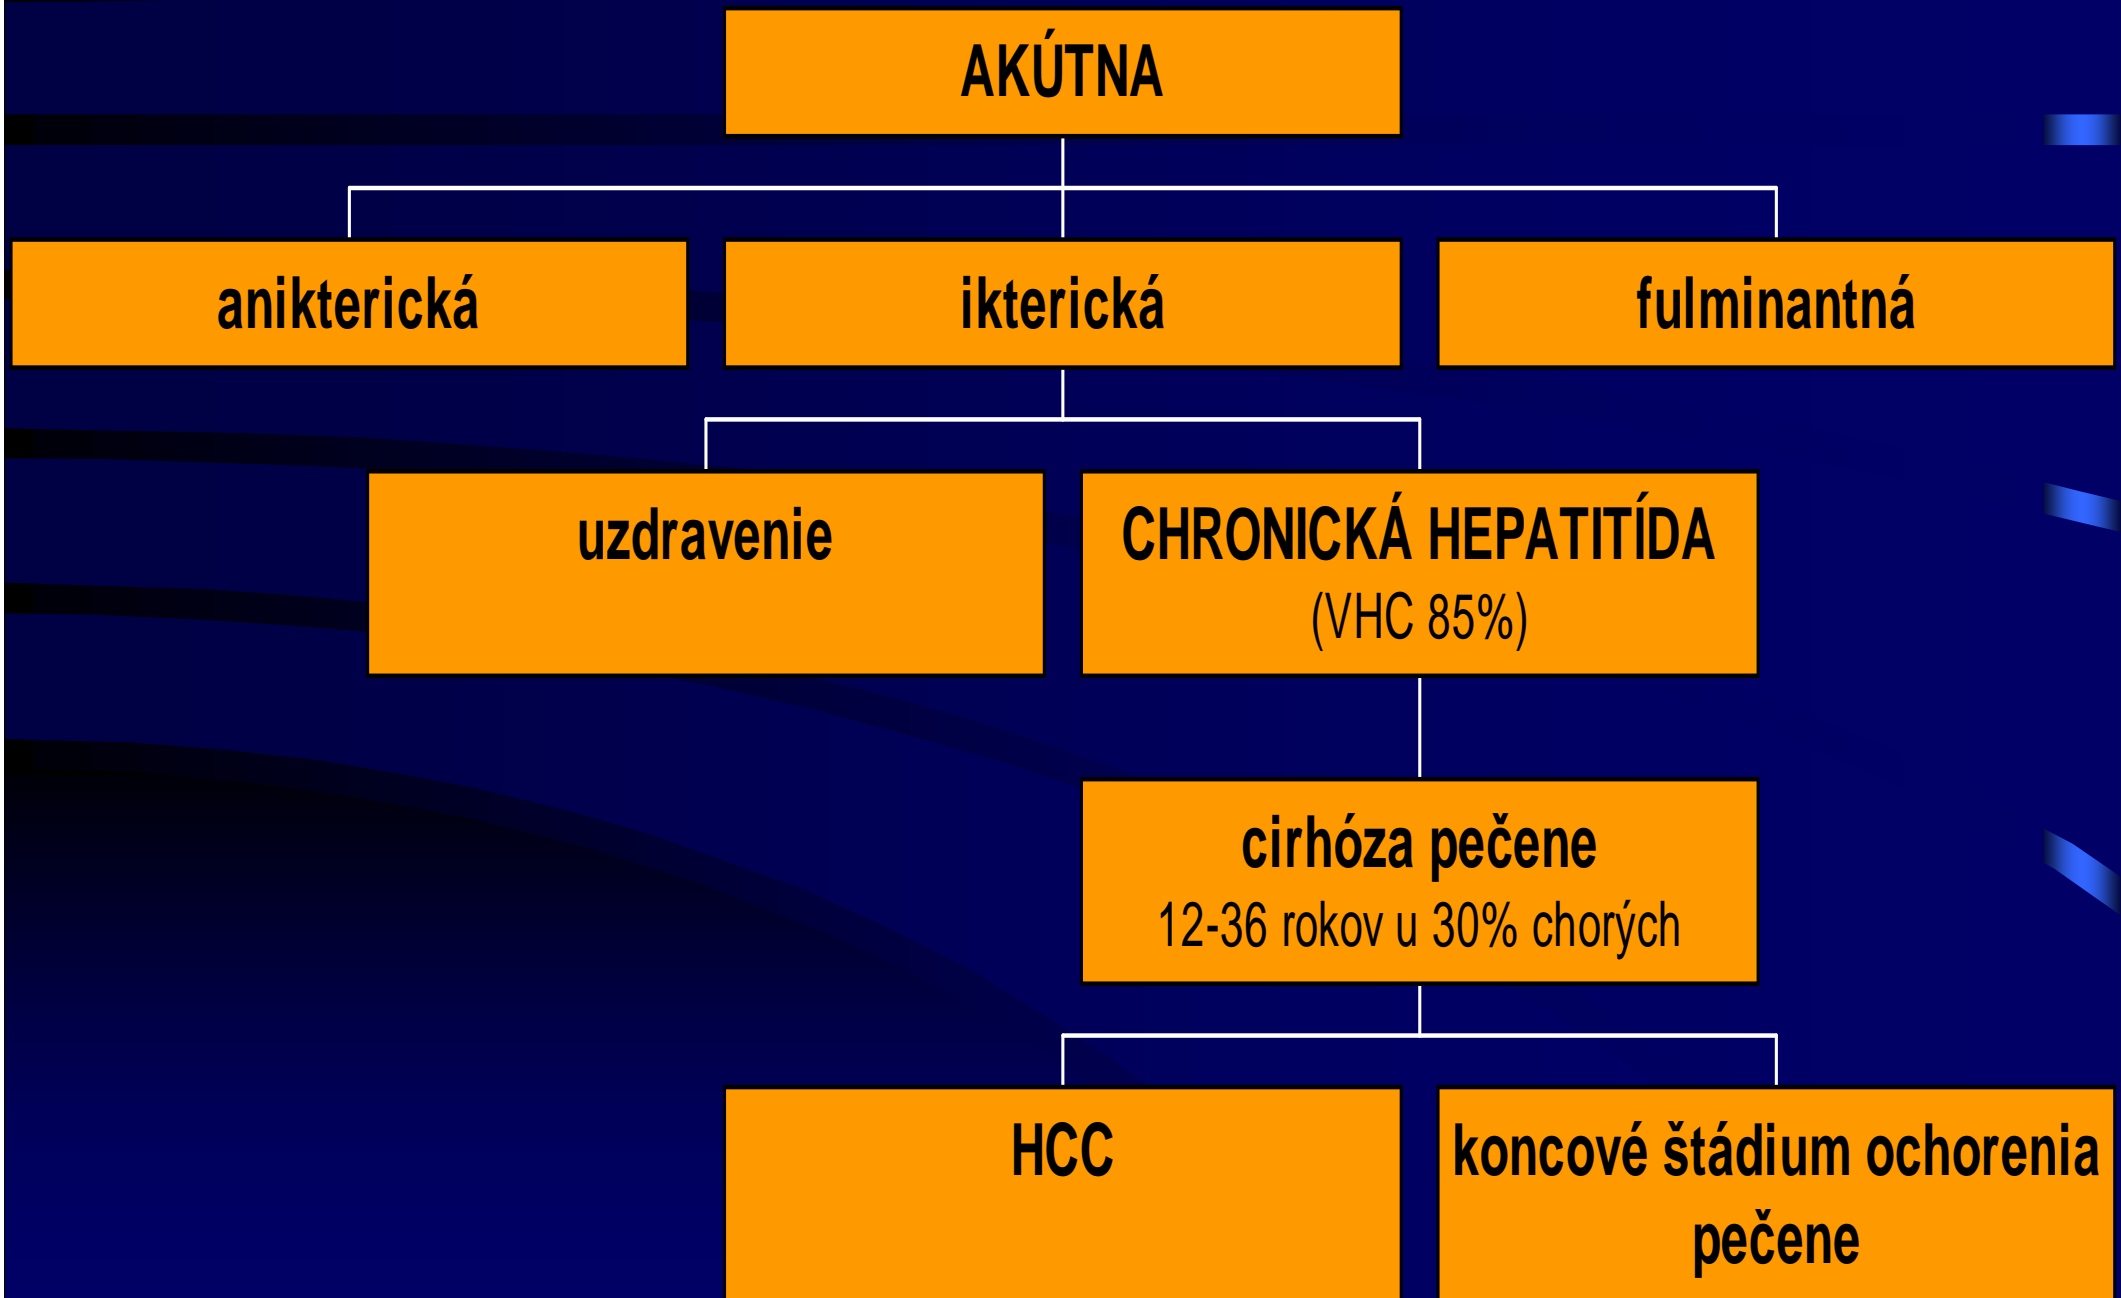 AKÚTNA
anikterická
ikterická
fulminantná
uzdravenie
CHRONICKÁ HEPATITÍDA
(VHC 85%)
cirhóza pečene
12-36 rokov u 30% chorých
HCC
koncové štádium ochorenia
pečene